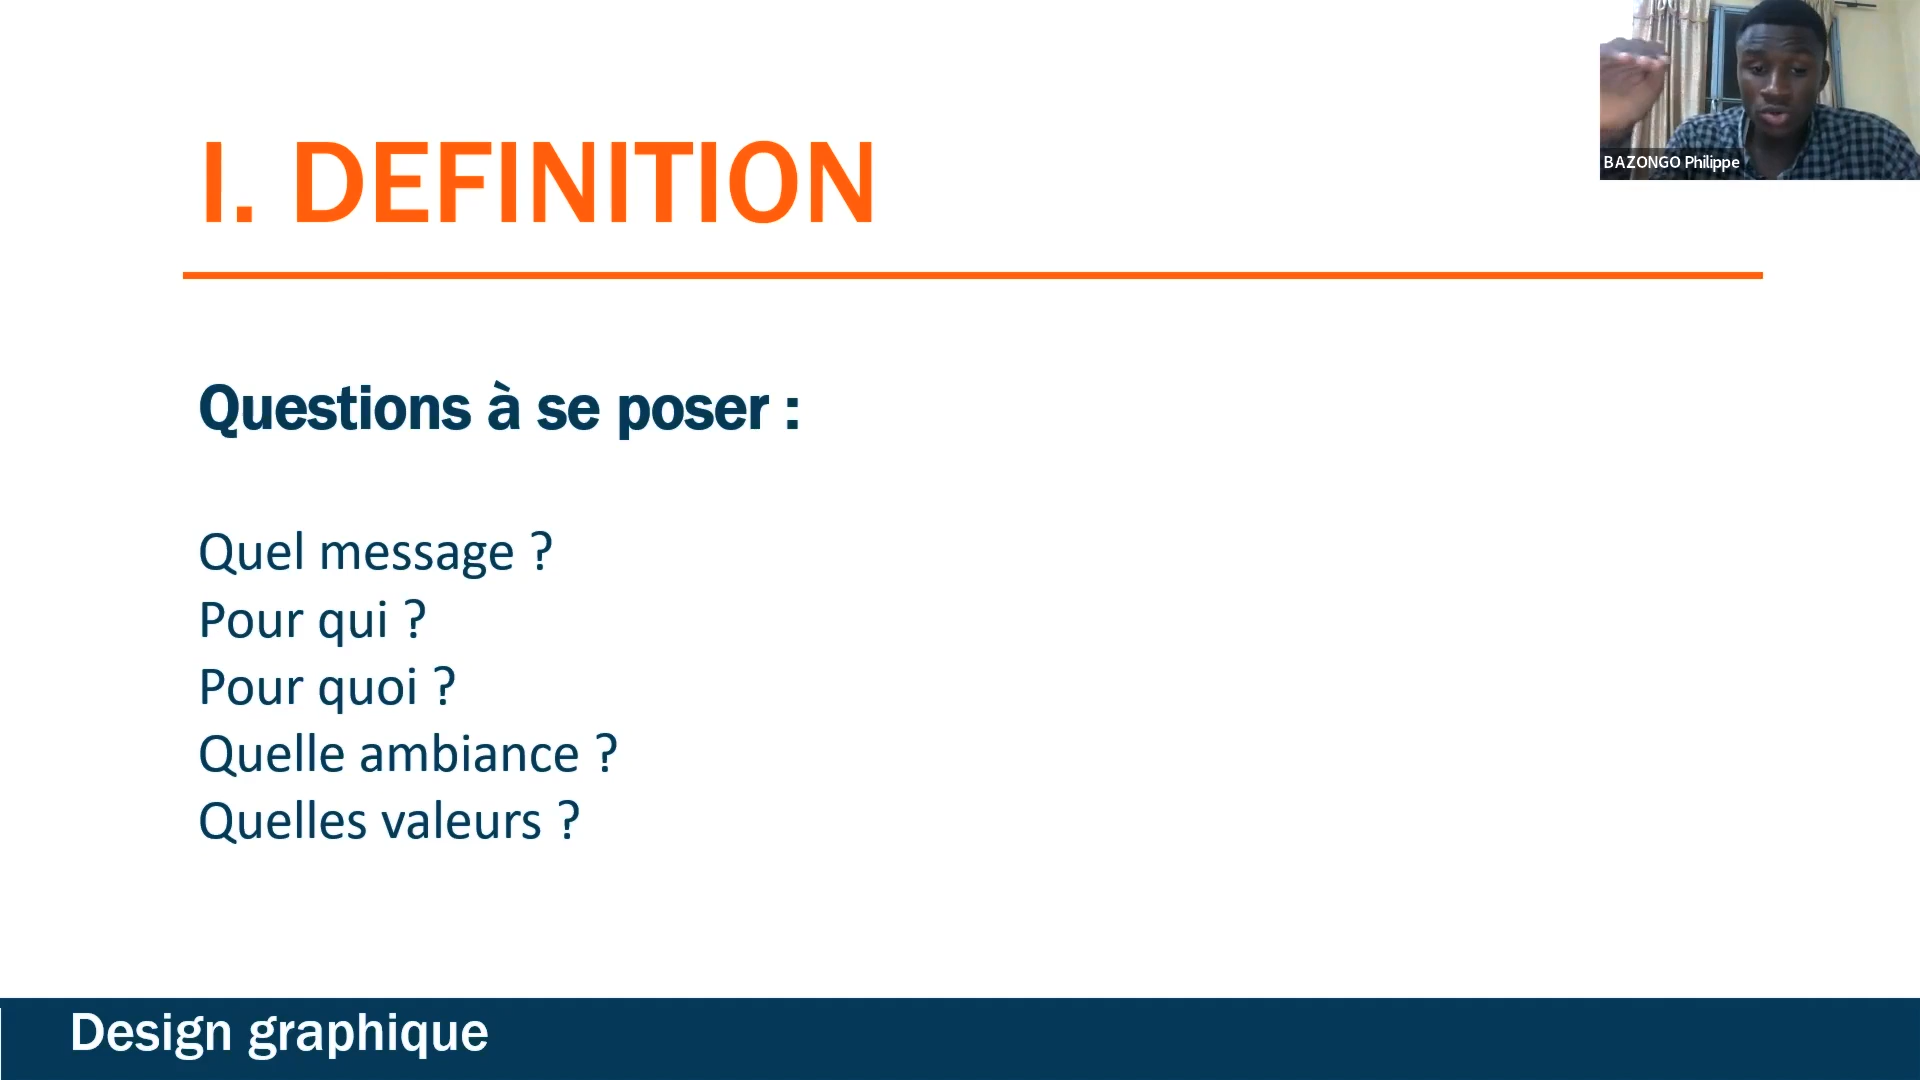 BAZONGO Philippe
I. DEFINITION
Questions à se poser :
Quel message ?
Pour qui ?
Pour quoi ?
Quelle ambiance ?
Quelles valeurs ?
Design graphique